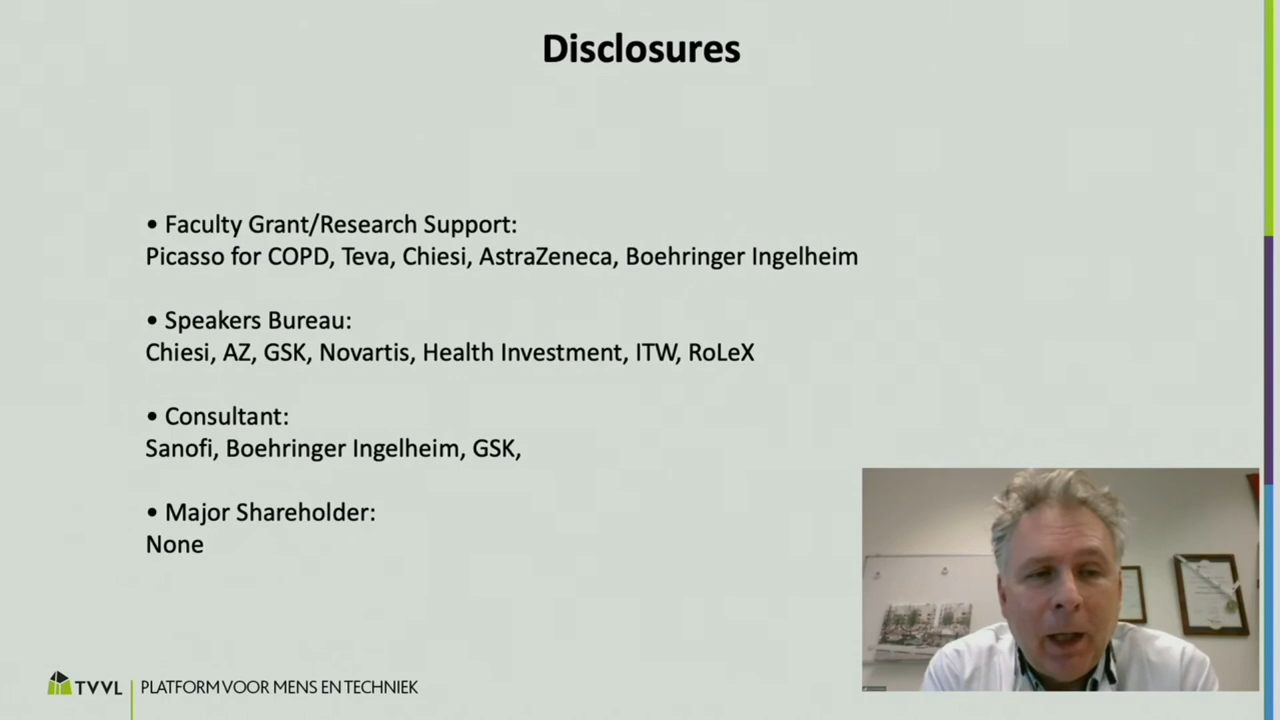 Disclosures
• Faculty Grant/Research Support:
Picasso for COPD, Teva, Chiesi, AstraZeneca, Boehringer Ingelheim
• Speakers Bureau:
Chiesi, AZ, GSK, Novartis, Health Investment, ITW, RoLeX
• Consultant:
Sanofi, Boehringer Ingelheim, GSK,
• Major Shareholder:
None
TVVL PLATFORM VOOR MENS EN TECHNIEK